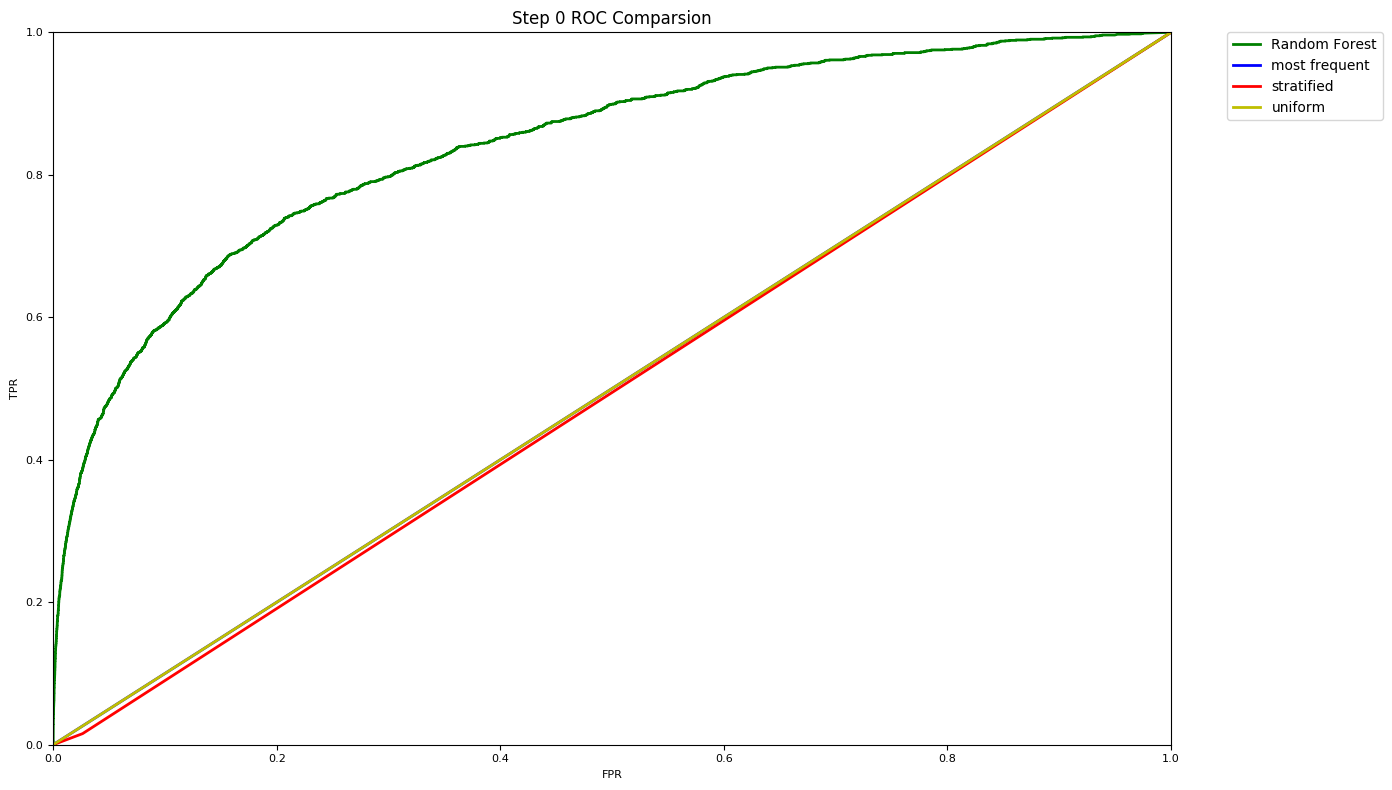 Step 0 ROC Comparsion
Random Forest
most frequent
stratified
uniform
1.0
0.8
0.6
0.4
0.2
0.0
TPR
0.0 0.2 0.4 0.6 0.8 1.0
FPR